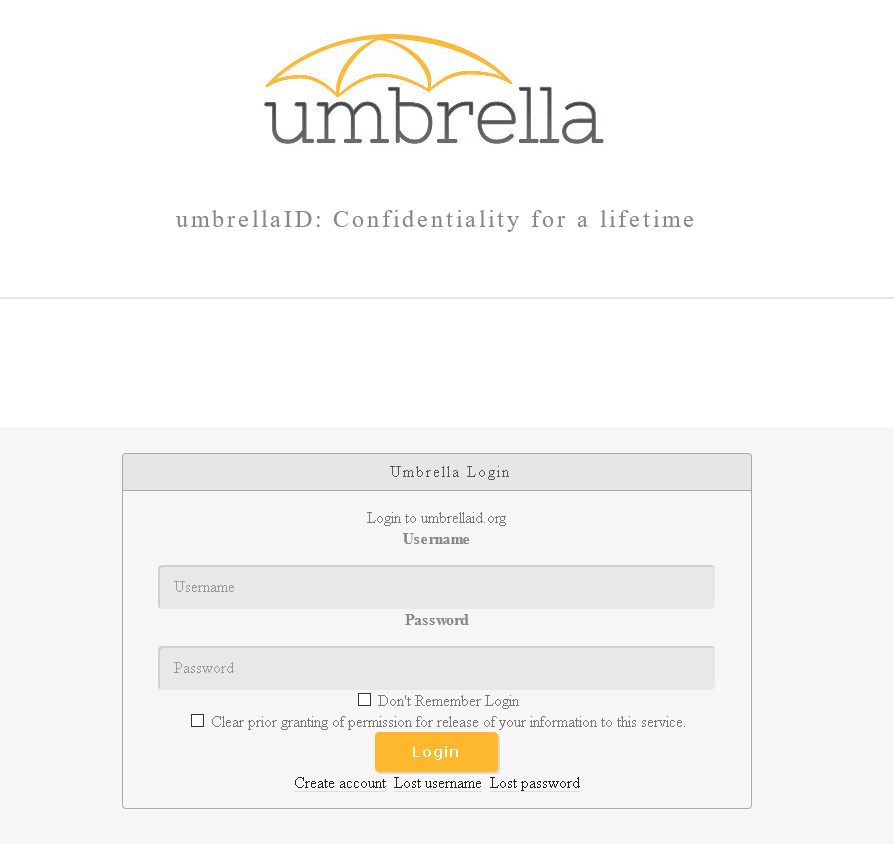 umbrella
umbrellaID: Confidentiality for a lifetime
Umbrella Login
Login to umbrellaid.org
Username
Username
Password
Password
Don't Remember Login
Clear prior granting of permission for release of your information to this service.
Login
Create account Lost username Lost password